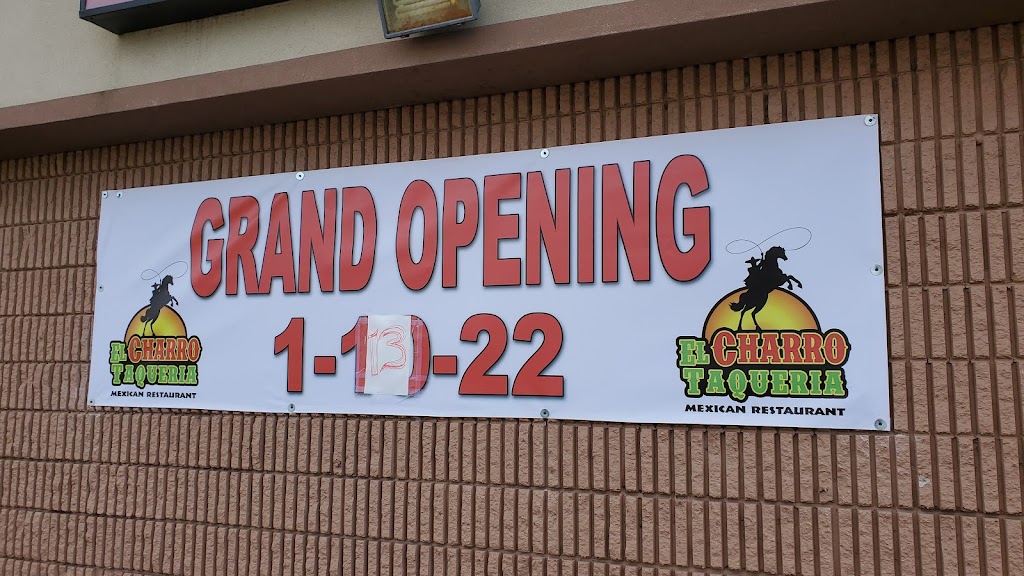 GRAND OPENING
1-13-22
EL CHARRO
TAQUERIA
MEXICAN RESTAURANT
EL CHARRO
TAQUERIA
MEXICAN RESTAURANT